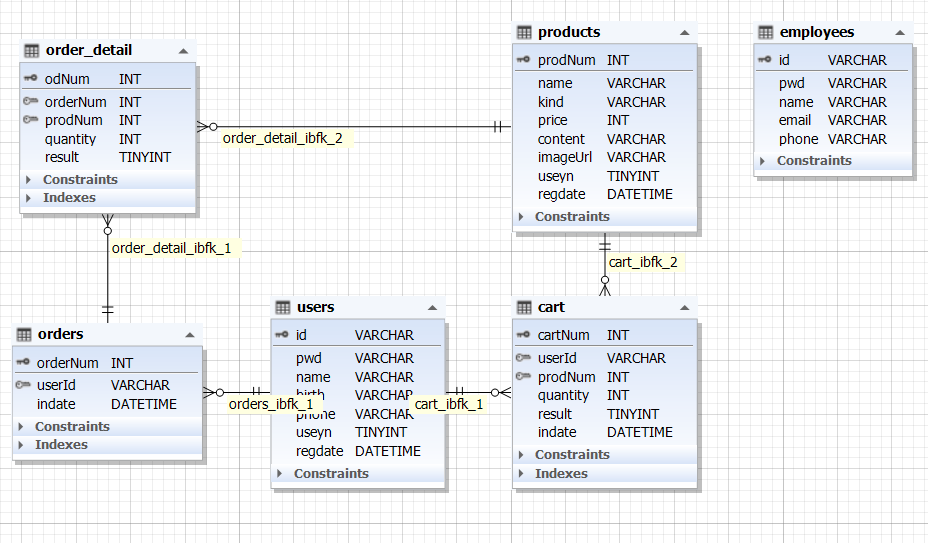 order_detail
odNum INT
orderNum INT
prodNum INT
quantity INT
result TINYINT
Constraints
Indexes
products
prodNum INT
name VARCHAR
kind VARCHAR
price INT
content VARCHAR
imageUrl VARCHAR
useyn TINYINT
regdate DATETIME
Constraints
employees
id VARCHAR
pwd VARCHAR
name VARCHAR
email VARCHAR
phone VARCHAR
Constraints
order_detail_ibfk_2
order_detail_ibfk_1
cart_ibfk_2
orders
orderNum INT
userId VARCHAR
indate DATETIME
Constraints
Indexes
orders_ibfk_1
users
id VARCHAR
pwd VARCHAR
name VARCHAR
birth VARCHAR
phone VARCHAR
useyn TINYINT
regdate DATETIME
Constraints
cart_ibfk_1
cart
cartNum INT
userId VARCHAR
prodNum INT
quantity INT
result TINYINT
indate DATETIME
Constraints
Indexes